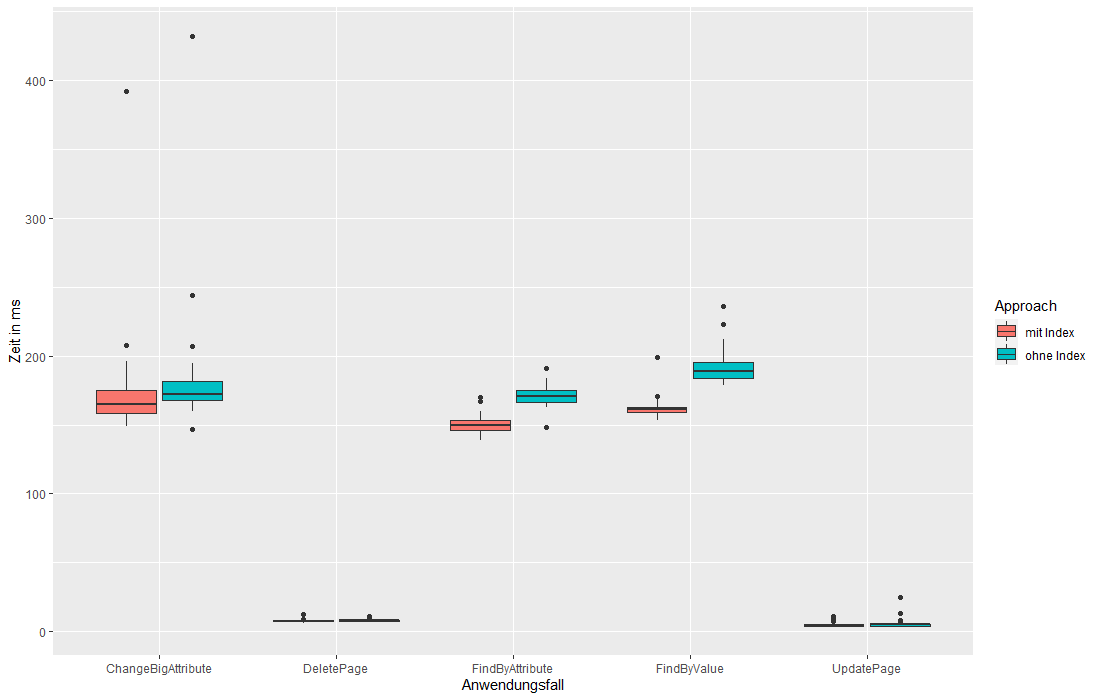 400
300
200
100
0
Zeit in ms
ChangeBigAttribute
DeletePage
FindByAttribute
FindByValue
UpdatePage
Anwendungsfall
Approach
mit Index
ohne Index